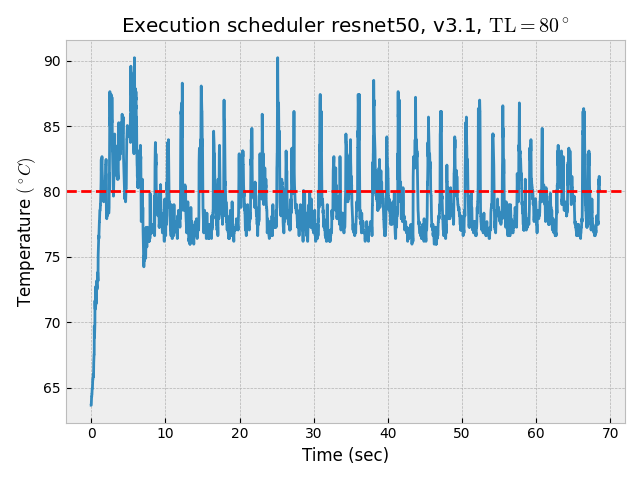 Execution scheduler resnet50, v3.1, TL = 80°
90
85
80
75
70
65
Temperature (°C)
0 10 20 30 40 50 60 70
Time (sec)